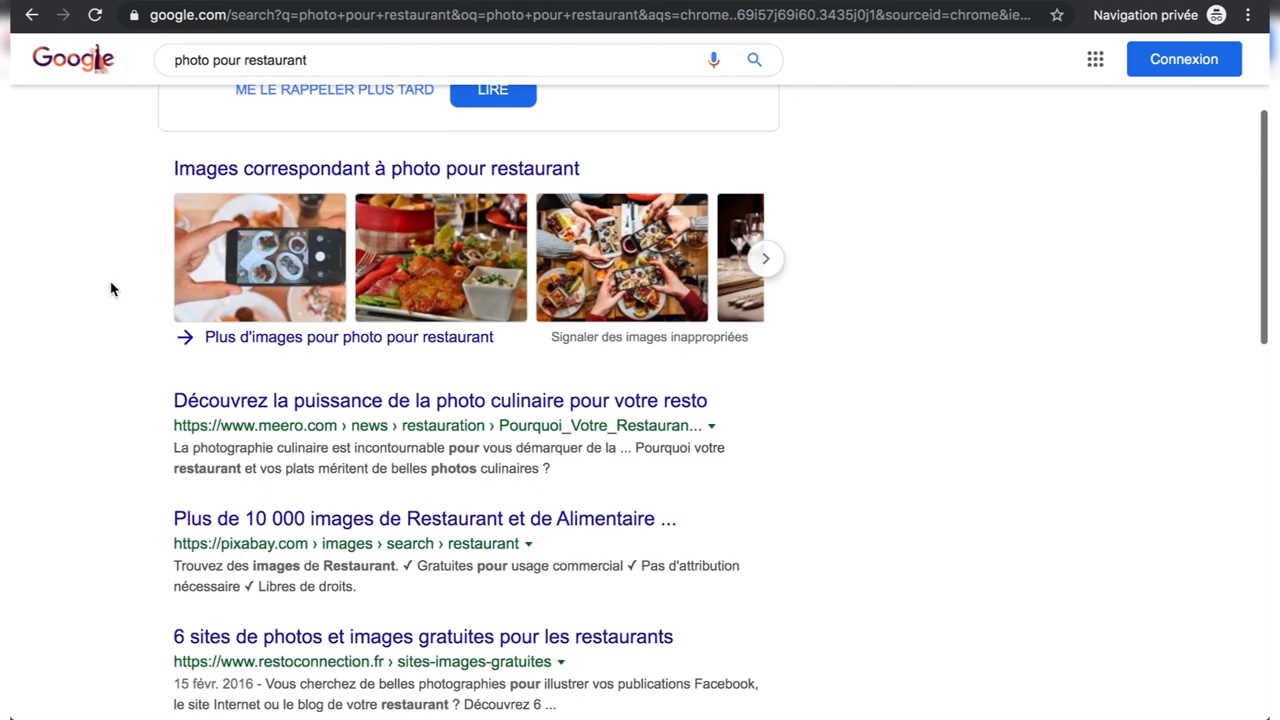 google.com/search?q=photo+pour+restaurant&oq=photo+pour+restaurant&aqs=chrome..69i57j69i60.3435j0j1&sourceid=chrome&ie...
Navigation privée
Google
photo pour restaurant
Connexion
ME LE RAPPELER PLUS TARD
LIRE
Images correspondant à photo pour restaurant
Plus d'images pour photo pour restaurant
Signaler des images inappropriées
Découvrez la puissance de la photo culinaire pour votre resto
https://www.meero.com › news › restauration › Pourquoi_Votre_Restauran...
La photographie culinaire est incontournable pour vous démarquer de la ... Pourquoi votre
restaurant et vos plats méritent de belles photos culinaires ?
Plus de 10 000 images de Restaurant et de Alimentaire ...
https://pixabay.com › images › search › restaurant
Trouvez des images de Restaurant. ✓ Gratuites pour usage commercial ✓ Pas d'attribution
nécessaire ✓ Libres de droits.
6 sites de photos et images gratuites pour les restaurants
https://www.restoconnection.fr › sites-images-gratuites
15 févr. 2016 - Vous cherchez de belles photographies pour illustrer vos publications Facebook,
le site Internet ou le blog de votre restaurant ? Découvrez 6 ...